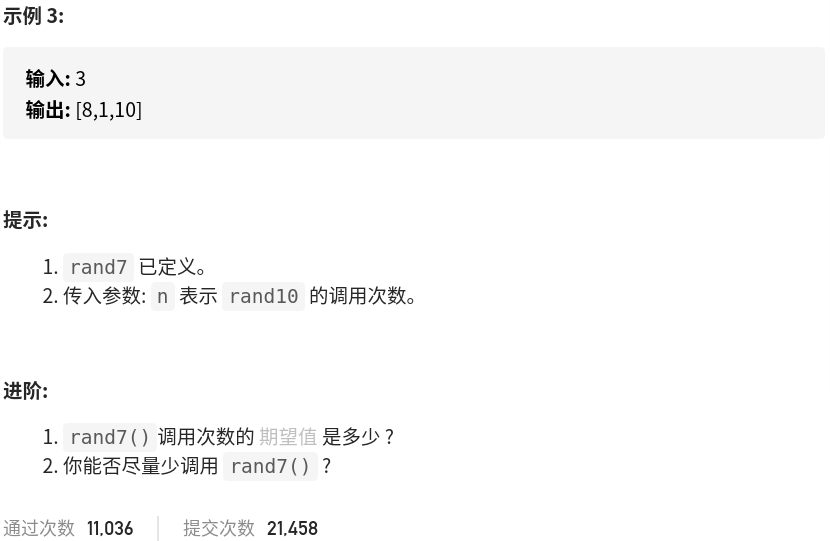 示例 3:
输入: 3
输出: [8,1,10]
提示:
1. rand7 已定义。
2. 传入参数: n 表示 rand10 的调用次数。
进阶:
1. rand7()调用次数的 期望值 是多少 ?
2. 你能否尽量少调用 rand7() ?
通过次数 11,036 提交次数 21,458